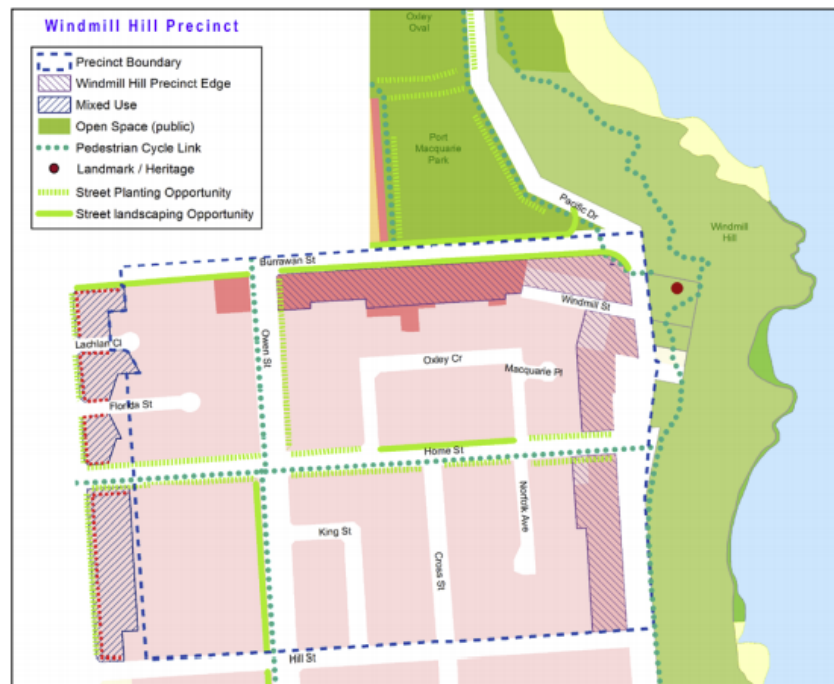 Windmill Hill Precinct
Precinct Boundary
Windmill Hill Precinct Edge
Mixed Use
Open Space (public)
Pedestrian Cycle Link
Landmark / Heritage
Street Planting Opportunity
Street landscaping Opportunity
Oxley
Oval
Port
Macquarie
Park
Pacific Dr
Windmill
Hill
Burrawan St
Windmill St
Owen St
Lachlan Cl
Oxley Cr
Macquarie Pl
Florida St
Home St
Norfolk Ave
King St
Cross St
Hill St